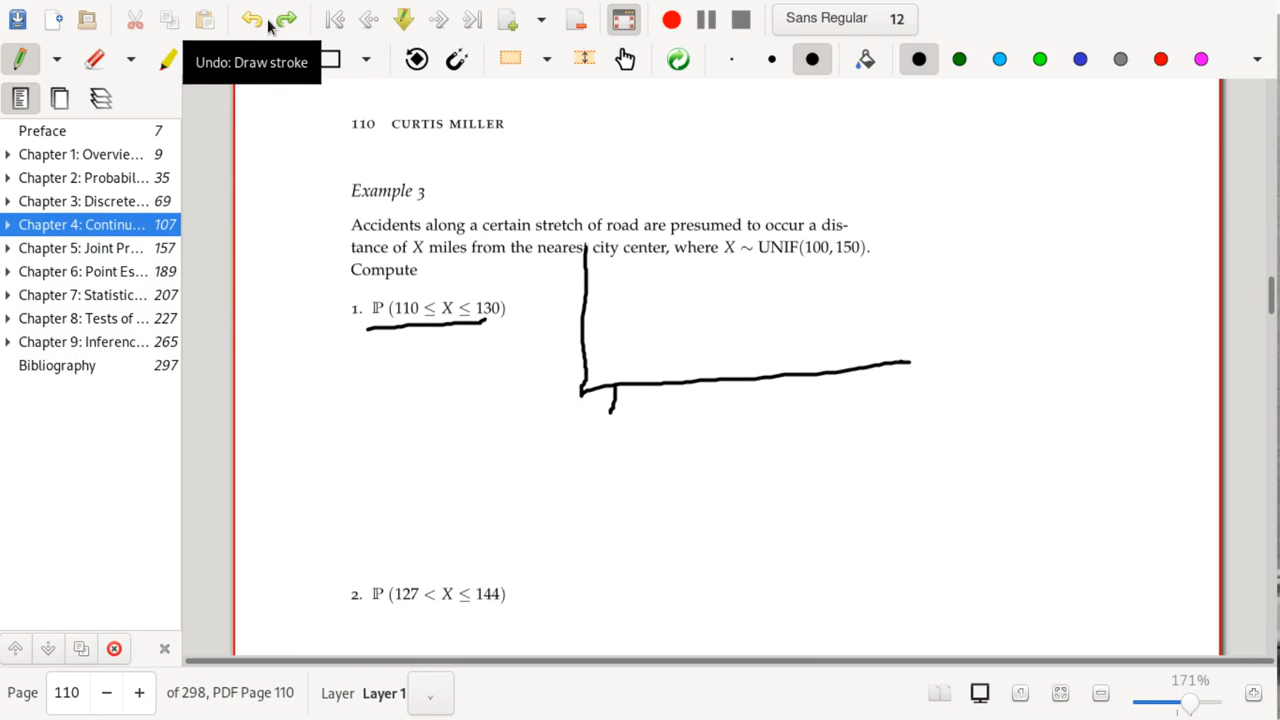 Sans Regular 12
Undo: Draw stroke
Preface 7
Chapter 1: Overvie... 9
Chapter 2: Probabil... 35
Chapter 3: Discrete... 69
Chapter 4: Continu... 107
Chapter 5: Joint Pr... 157
Chapter 6: Point Es... 189
Chapter 7: Statistic... 207
Chapter 8: Tests of ... 227
Chapter 9: Inferenc... 265
Bibliography 297
110 CURTIS MILLER
Example 3
Accidents along a certain stretch of road are presumed to occur a dis-
tance of X miles from the nearest city center, where X ∼ UNIF(100, 150).
Compute
1. ℙ (110 ≤ X ≤ 130)
2. ℙ (127 < X ≤ 144)
Page 110 of 298, PDF Page 110 Layer Layer 1 171%